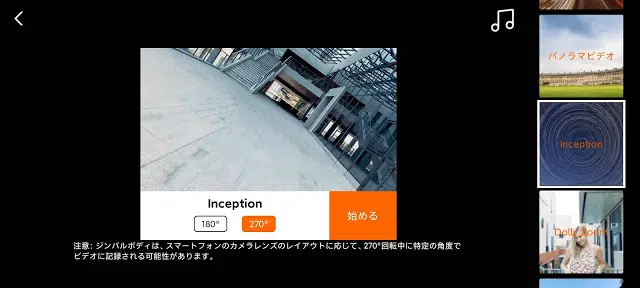 パノラマビデオ
Inception
Inception
180°
270°
始める
Dolly Zoom
注意: ジンバルボディは、スマートフォンのカメラレンズのレイアウトに応じて、270°回転中に特定の角度で
ビデオに記録される可能性があります。